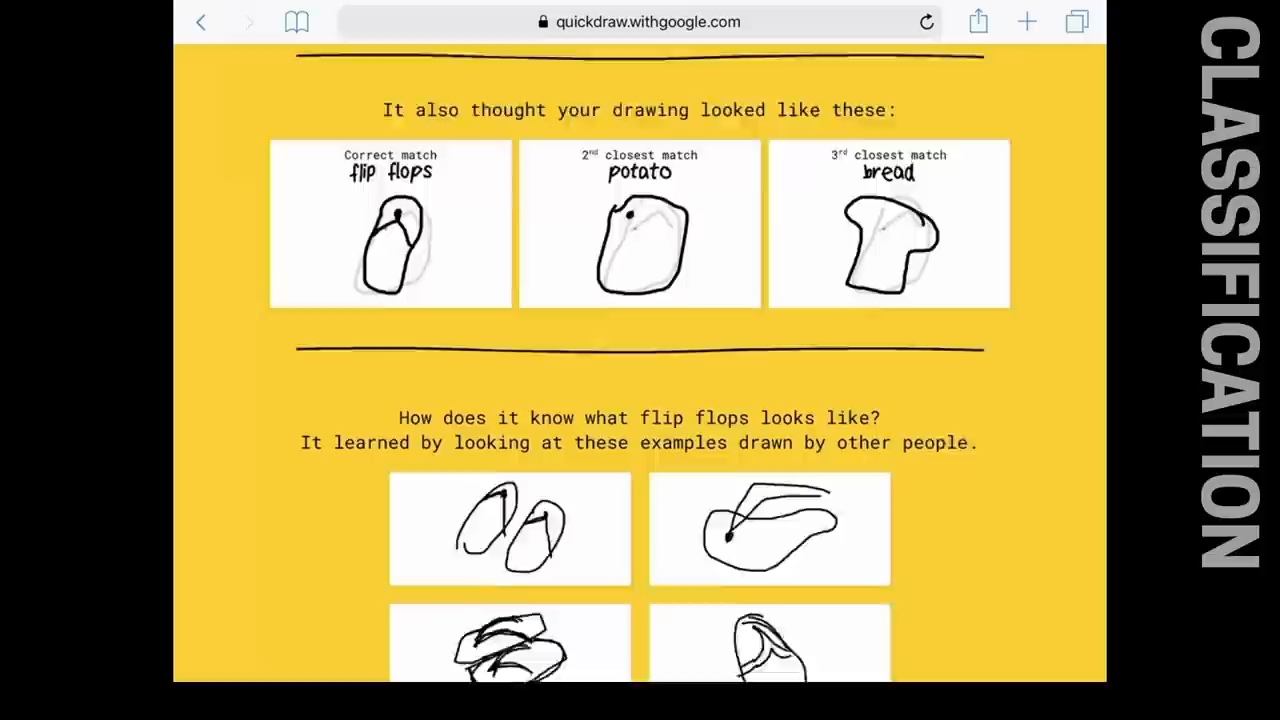 quickdraw.withgoogle.com
It also thought your drawing looked like these:
Correct match
flip flops
2nd closest match
potato
3rd closest match
bread
How does it know what flip flops looks like?
It learned by looking at these examples drawn by other people.
CLASSIFICATION